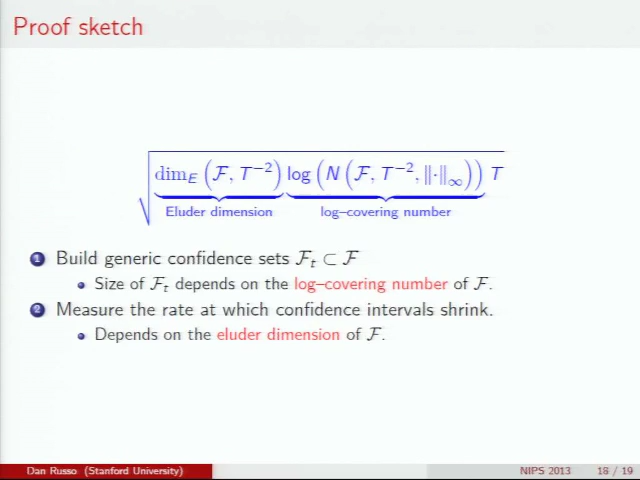 Proof sketch
√(dim_E (F, T⁻²) log (N (F, T⁻², ‖·‖_∞)) T)
Eluder dimension log–covering number
1 Build generic confidence sets F_t ⊂ F
• Size of F_t depends on the log–covering number of F.
2 Measure the rate at which confidence intervals shrink.
• Depends on the eluder dimension of F.
Dan Russo (Stanford University) NIPS 2013 18 / 19